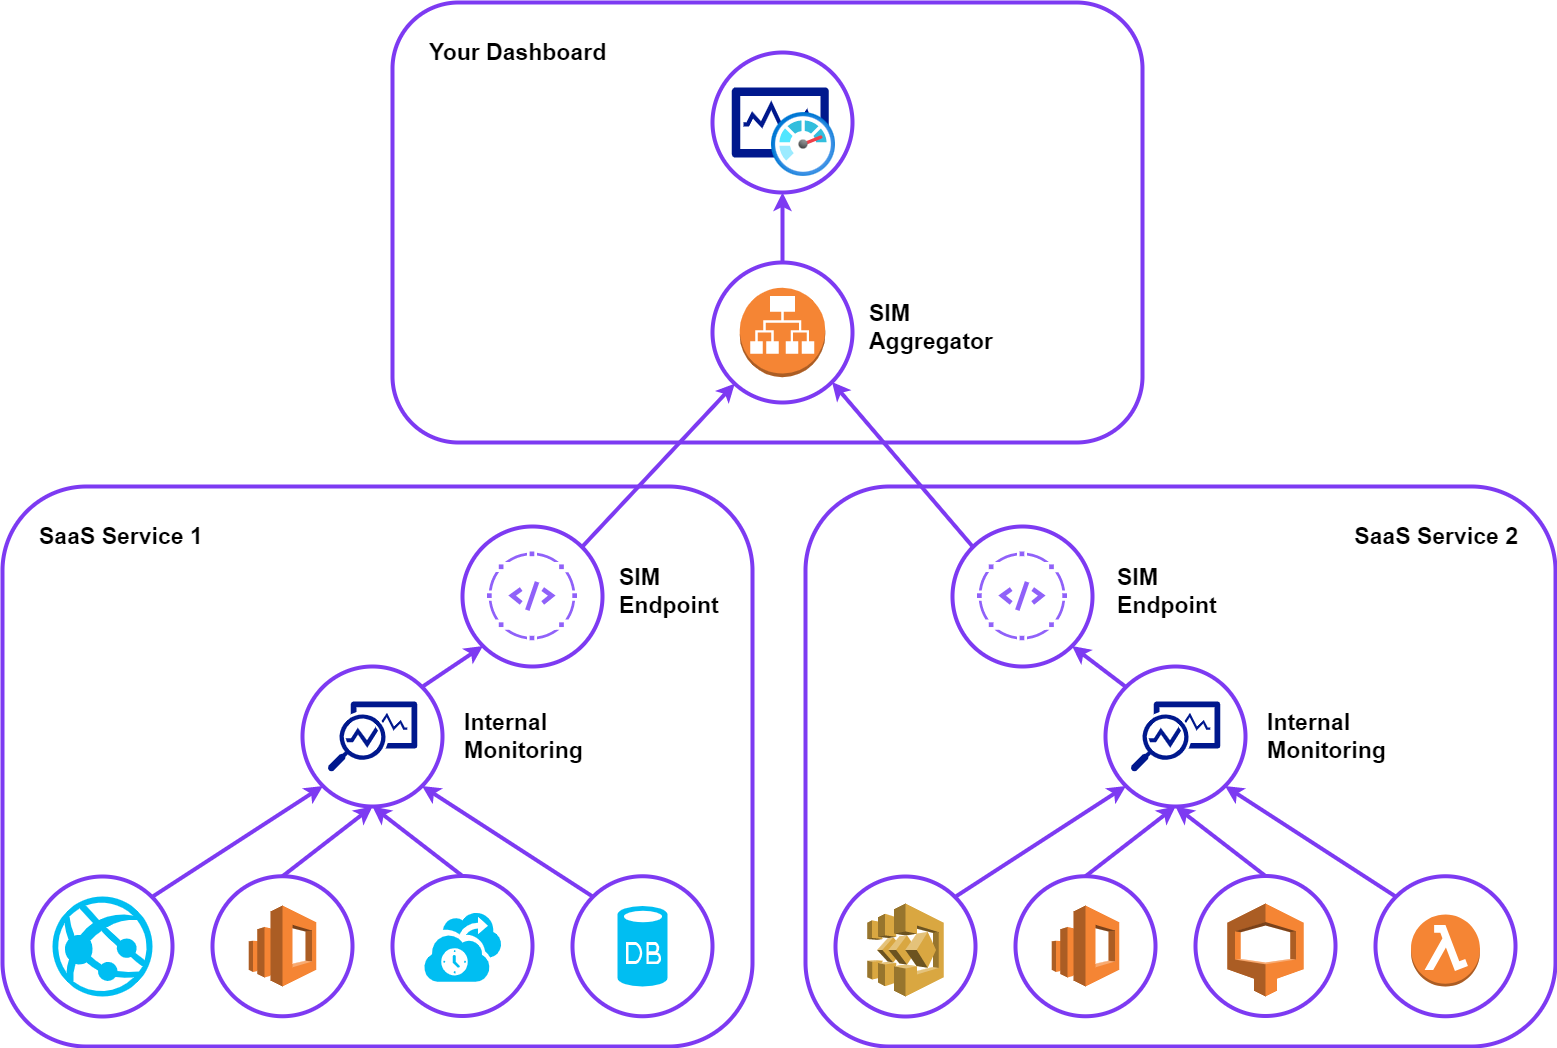 Your Dashboard
SIM
Aggregator
SaaS Service 1
SaaS Service 2
SIM
Endpoint
SIM
Endpoint
Internal
Monitoring
Internal
Monitoring
DB